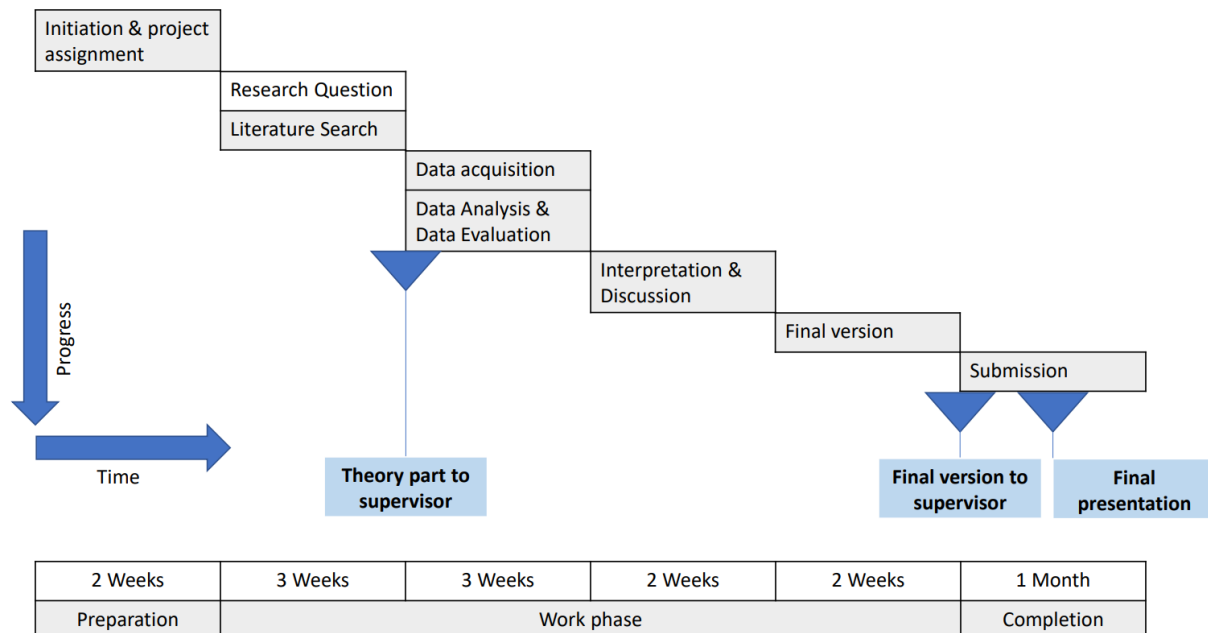 Initiation & project
assignment
Research Question
Literature Search
Data acquisition
Data Analysis &
Data Evaluation
Interpretation &
Discussion
Final version
Submission
Progress
Time
Theory part to
supervisor
Final version to
supervisor
Final
presentation
2 Weeks
3 Weeks
3 Weeks
2 Weeks
2 Weeks
1 Month
Preparation
Work phase
Completion